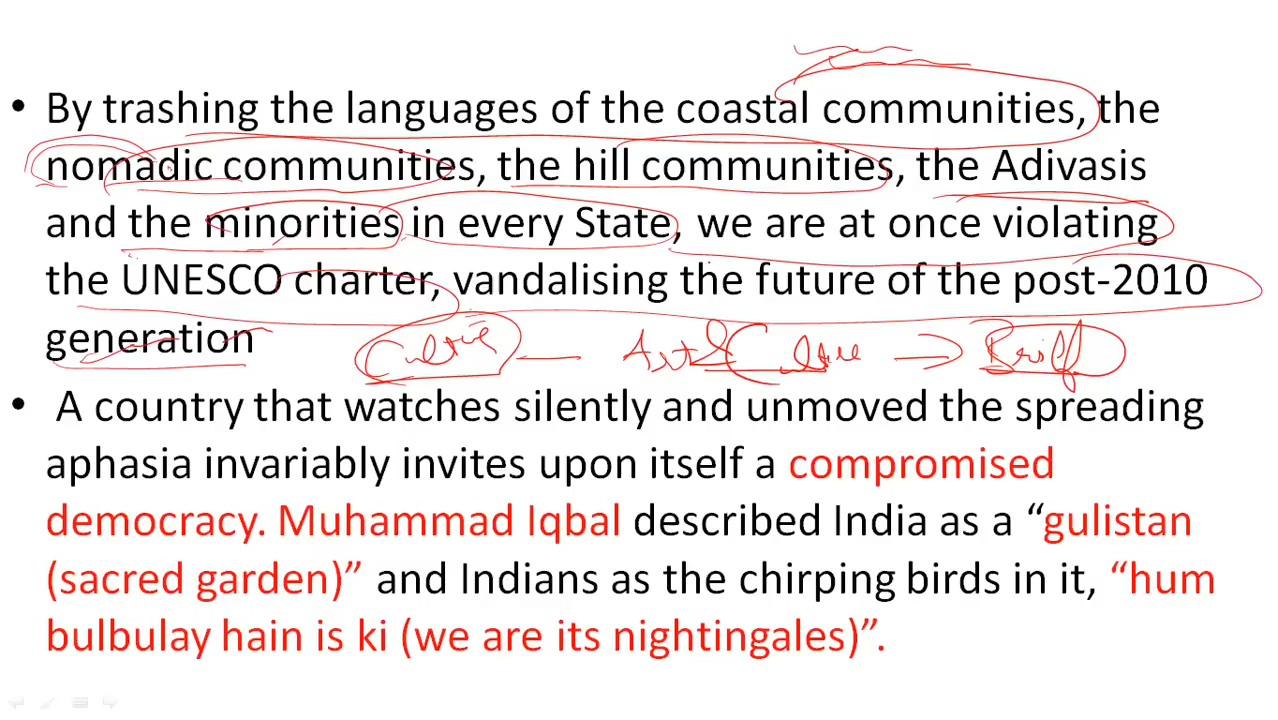 • By trashing the languages of the coastal communities, the
nomadic communities, the hill communities, the Adivasis
and the minorities in every State, we are at once violating
the UNESCO charter, vandalising the future of the post-2010
generation
Culture — Art & Culture → Briff
• A country that watches silently and unmoved the spreading
aphasia invariably invites upon itself a compromised
democracy. Muhammad Iqbal described India as a “gulistan
(sacred garden)” and Indians as the chirping birds in it, “hum
bulbulay hain is ki (we are its nightingales)”.